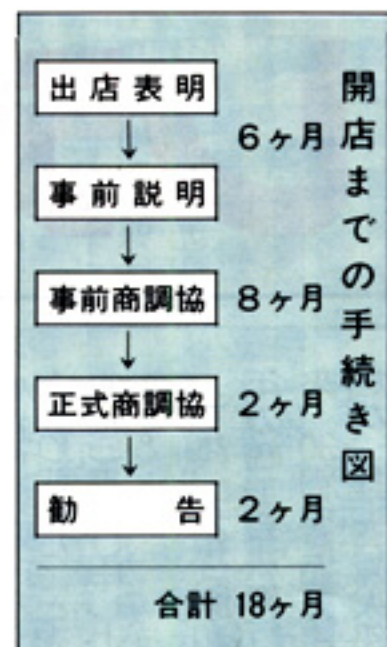 開店までの手続き図
出店表明
6ヶ月
事前説明
事前商調協 8ヶ月
正式商調協 2ヶ月
勧告 2ヶ月
合計 18ヶ月